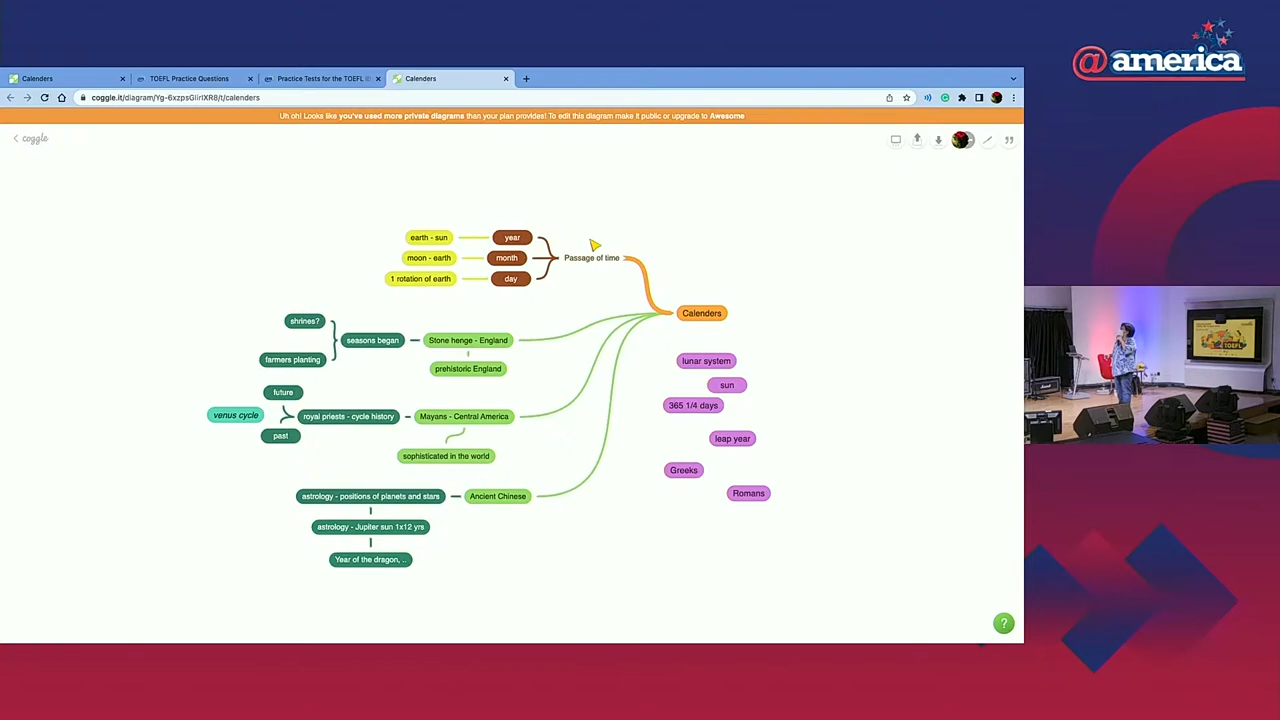 @america
Calenders
TOEFL Practice Questions
Practice Tests for the TOEFL
Calenders
coggle.it/diagram/Yg-6xzpsGIirIXR8/t/calenders
Uh oh! Looks like you've used more private diagrams than your plan provides! To edit this diagram make it public or upgrade to Awesome
coggle
earth - sun
year
moon - earth
month
Passage of time
1 rotation of earth
day
Calenders
shrines?
seasons began
Stone henge - England
farmers planting
prehistoric England
future
venus cycle
royal priests - cycle history
Mayans - Central America
past
sophisticated in the world
astrology - positions of planets and stars
Ancient Chinese
astrology - Jupiter sun 1x12 yrs
Year of the dragon, ..
lunar system
sun
365 1/4 days
leap year
Greeks
Romans
?
TOEFL